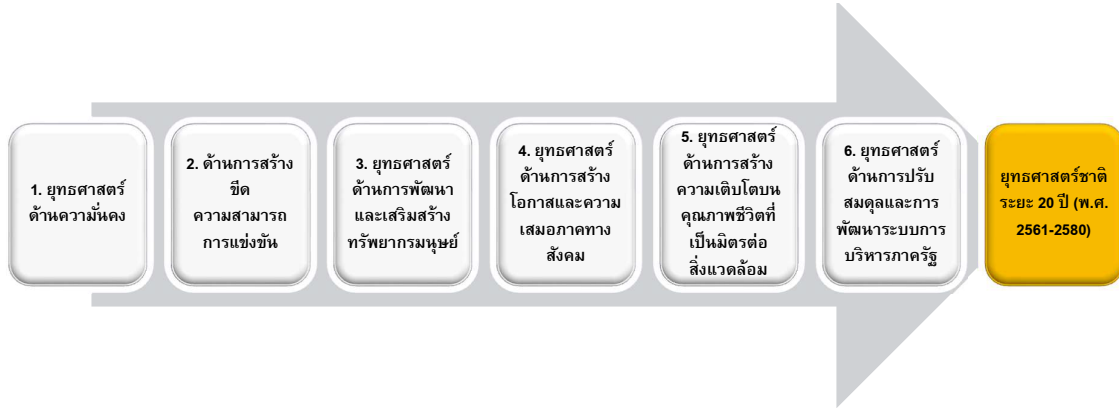 1. ยุทธศาสตร์
ด้านความมั่นคง
2. ด้านการสร้าง
ขีด
ความสามารถ
การแข่งขัน
3. ยุทธศาสตร์
ด้านการพัฒนา
และเสริมสร้าง
ทรัพยากรมนุษย์
4. ยุทธศาสตร์
ด้านการสร้าง
โอกาสและความ
เสมอภาคทาง
สังคม
5. ยุทธศาสตร์
ด้านการสร้าง
ความเติบโตบน
คุณภาพชีวิตที่
เป็นมิตรต่อ
สิ่งแวดล้อม
6. ยุทธศาสตร์
ด้านการปรับ
สมดุลและการ
พัฒนาระบบการ
บริหารภาครัฐ
ยุทธศาสตร์ชาติ
ระยะ 20 ปี (พ.ศ.
2561-2580)